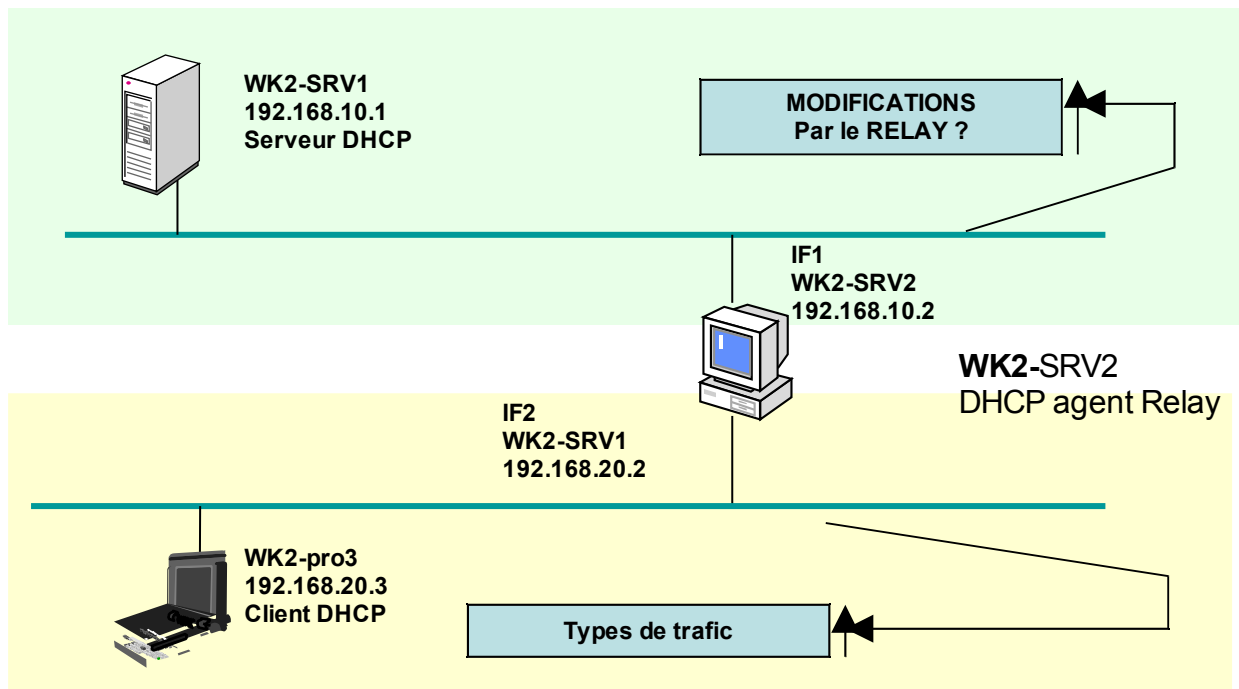 WK2-SRV1
192.168.10.1
Serveur DHCP
MODIFICATIONS
Par le RELAY ?
IF1
WK2-SRV2
192.168.10.2
WK2-SRV2
DHCP agent Relay
IF2
WK2-SRV1
192.168.20.2
WK2-pro3
192.168.20.3
Client DHCP
Types de trafic